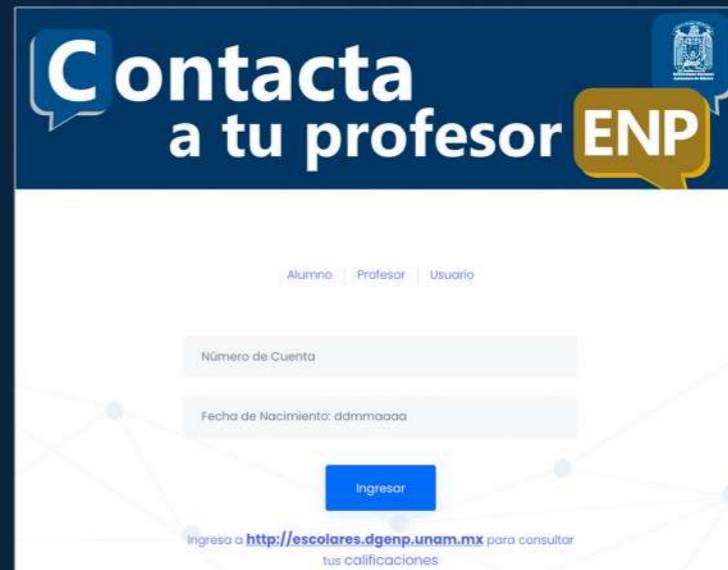 Contacta
a tu profesor ENP
Alumno Profesor Usuario
Número de Cuenta
Fecha de Nacimiento: ddmmaaaa
Ingresar
Ingresa a http://escolares.dgenp.unam.mx para consultar
tus calificaciones